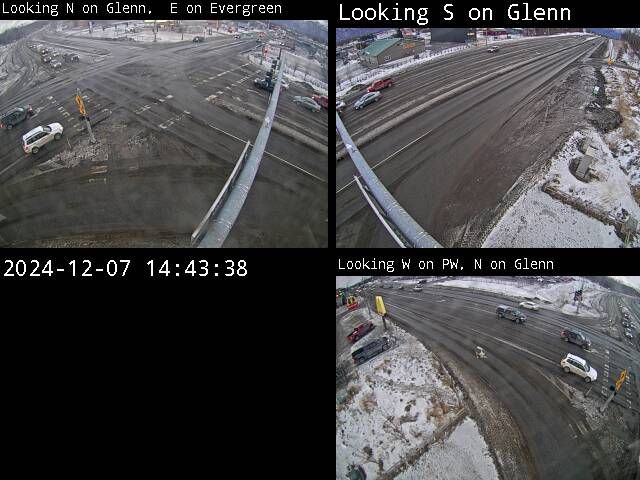 Looking N on Glenn,  E on Evergreen
Looking S on Glenn
2024-12-07 14:43:38
Looking W on PW, N on Glenn